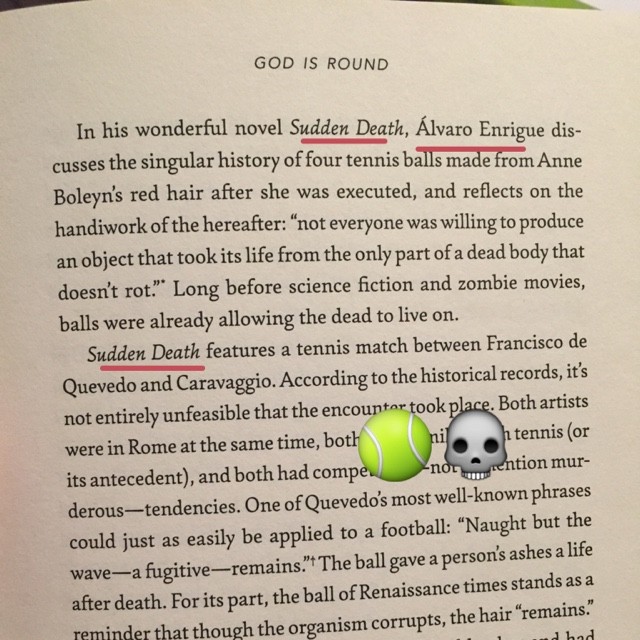 GOD IS ROUND
In his wonderful novel Sudden Death, Álvaro Enrigue dis-
cusses the singular history of four tennis balls made from Anne
Boleyn's red hair after she was executed, and reflects on the
handiwork of the hereafter: “not everyone was willing to produce
an object that took its life from the only part of a dead body that
doesn't rot.”* Long before science fiction and zombie movies,
balls were already allowing the dead to live on.
Sudden Death features a tennis match between Francisco de
Quevedo and Caravaggio. According to the historical records, it's
not entirely unfeasible that the encounter took place. Both artists
were in Rome at the same time, both tennis (or
its antecedent), and both had mur-
derous—tendencies. One of Quevedo's most well-known phrases
could just as easily be applied to a football: “Naught but the
wave—a fugitive—remains.”† The ball gave a person's ashes a life
after death. For its part, the ball of Renaissance times stands as a
reminder that though the organism corrupts, the hair “remains.”
had